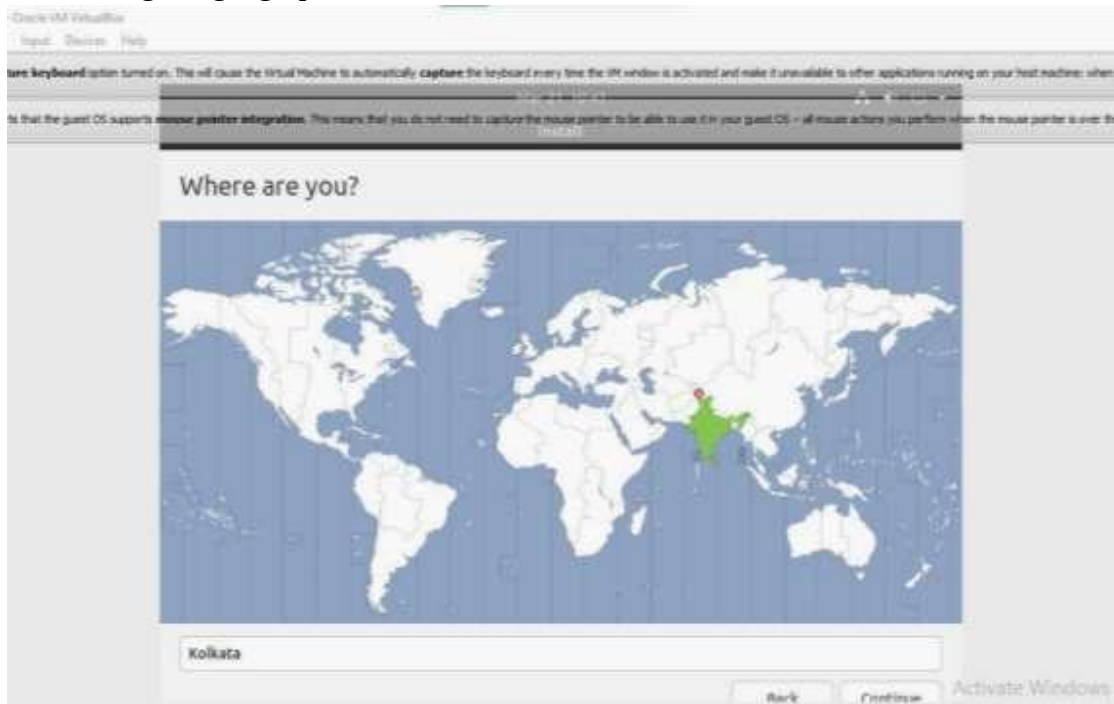 Oracle VM VirtualBox
Input Devices Help
ure keyboard option turned on. This will cause the Virtual Machine to automatically capture the keyboard every time the VM window is activated and make it unavailable to other applications running on your host machine: when
ts that the guest OS supports mouse pointer integration. This means that you do not need to capture the mouse pointer to be able to use it in your guest OS -- all mouse actions you perform when the mouse pointer is over th
Install
Where are you?
Kolkata
Back Continue
Activate Windows